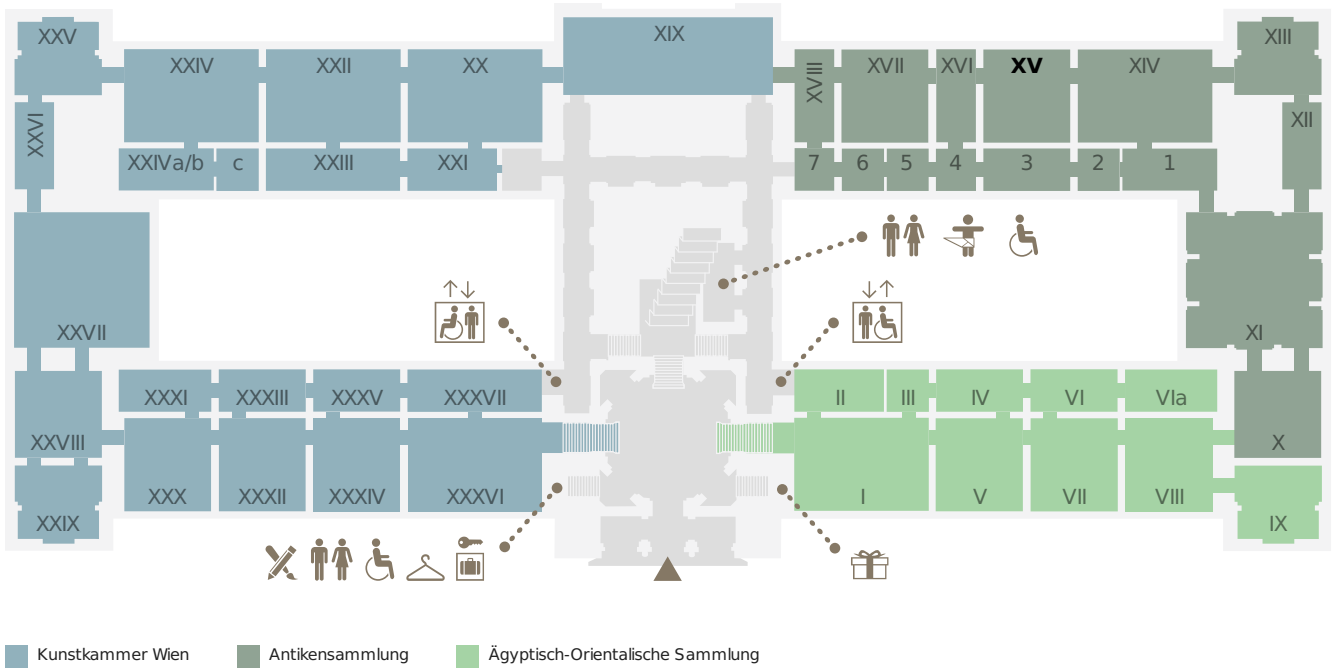 XIX
XXV
XIII
XXIV
XXII
XX
XVIII
XVII
XVI
XV
XIV
XXVI
XII
XXIVa/b
c
XXIII
XXI
7
6
5
4
3
2
1
XXVII
XI
XXXI
XXXIII
XXXV
XXXVII
II
III
IV
VI
VIa
XXVIII
X
XXX
XXXII
XXXIV
XXXVI
I
V
VII
VIII
XXIX
IX
Kunstkammer Wien
Antikensammlung
Ägyptisch-Orientalische Sammlung